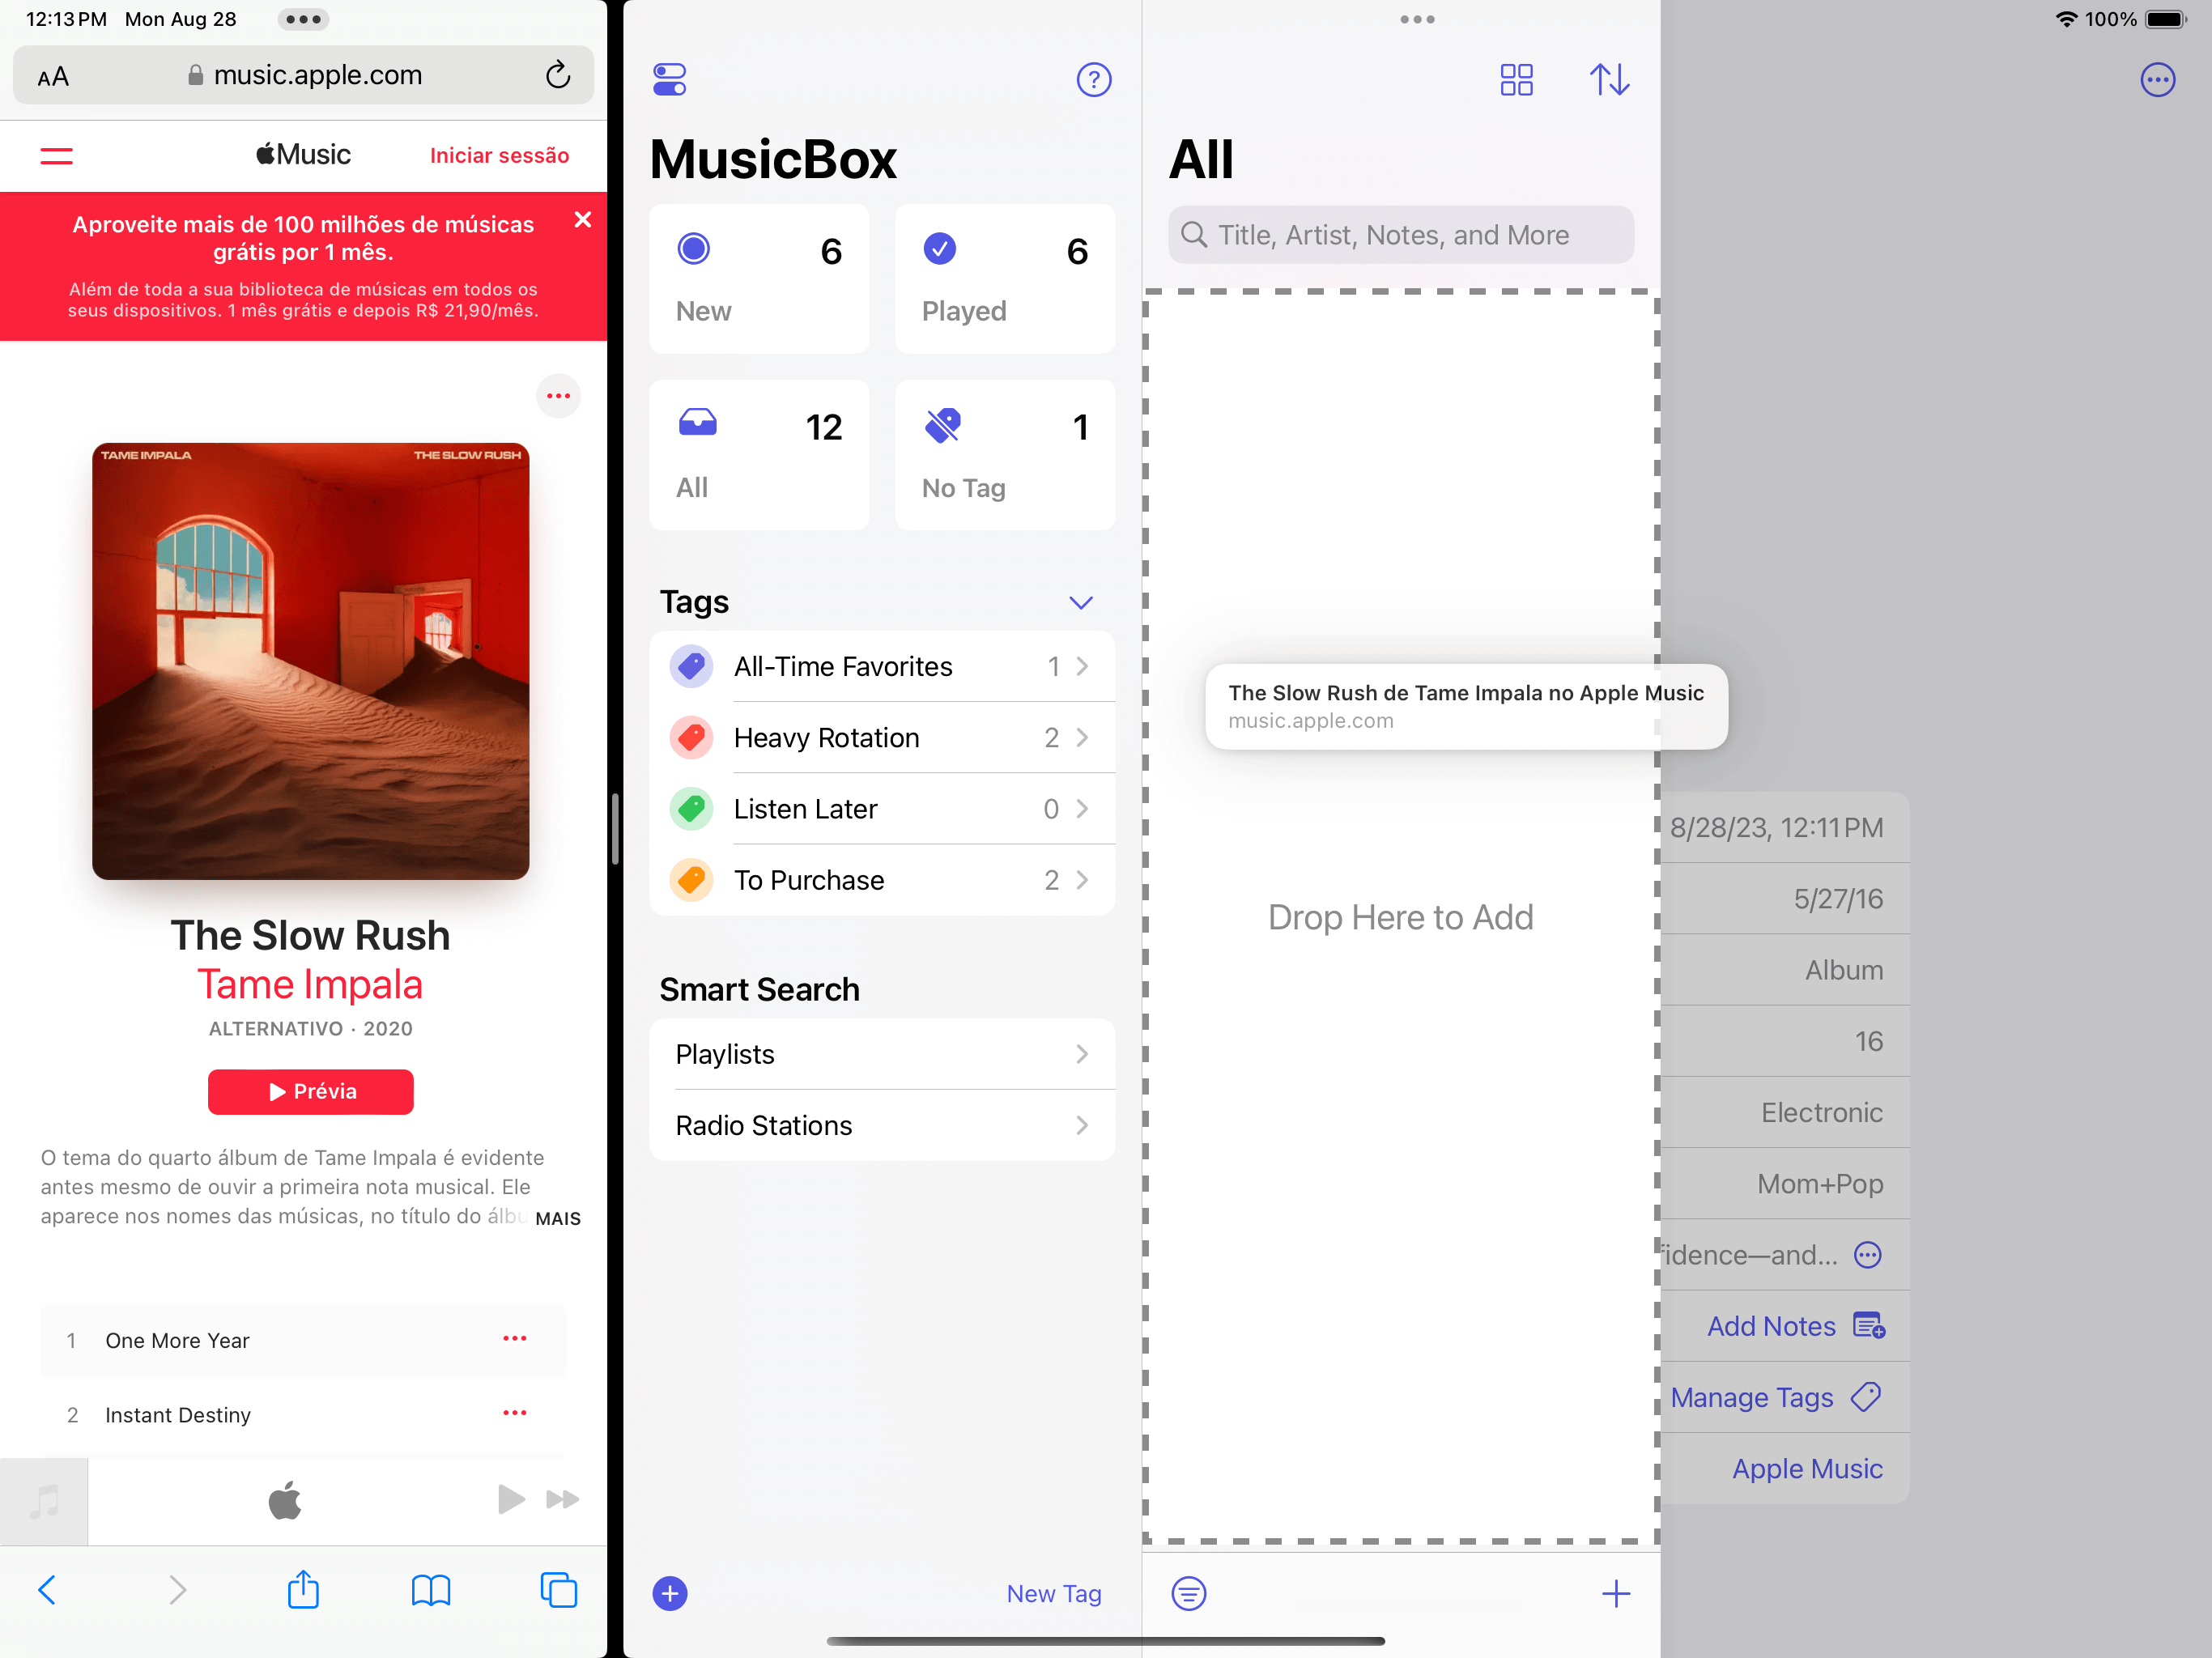 12:13 PM Mon Aug 28
100%
AA music.apple.com
Music
Iniciar sessão
Aproveite mais de 100 milhões de músicas
grátis por 1 mês.
Além de toda a sua biblioteca de músicas em todos os
seus dispositivos. 1 mês grátis e depois R$ 21,90/mês.
TAME IMPALA THE SLOW RUSH
The Slow Rush
Tame Impala
ALTERNATIVO · 2020
Prévia
O tema do quarto álbum de Tame Impala é evidente
antes mesmo de ouvir a primeira nota musical. Ele
aparece nos nomes das músicas, no título do álbu MAIS
1 One More Year
2 Instant Destiny
MusicBox
6
New
6
Played
12
All
1
No Tag
Tags
All-Time Favorites 1
Heavy Rotation 2
Listen Later 0
To Purchase 2
Smart Search
Playlists
Radio Stations
New Tag
All
Title, Artist, Notes, and More
The Slow Rush de Tame Impala no Apple Music
music.apple.com
Drop Here to Add
8/28/23, 12:11 PM
5/27/16
Album
16
Electronic
Mom+Pop
fidence—and...
Add Notes
Manage Tags
Apple Music